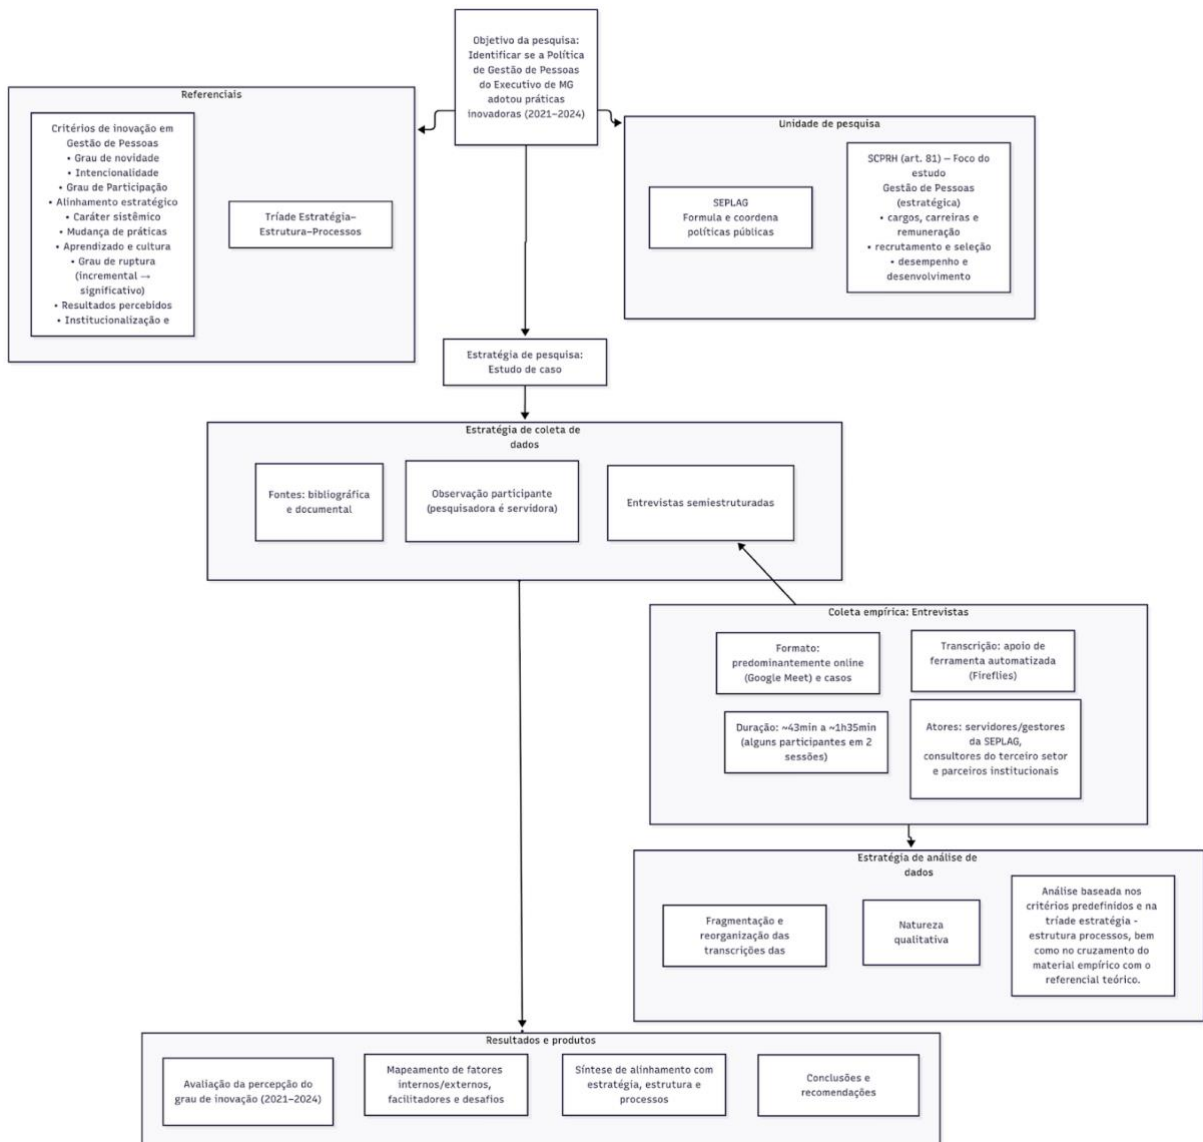 Objetivo da pesquisa:
Identificar se a Política
de Gestão de Pessoas
do Executivo de MG
adotou práticas
inovadoras (2021–2024)
Referenciais
Critérios de inovação em
Gestão de Pessoas
• Grau de novidade
• Intencionalidade
• Grau de Participação
• Alinhamento estratégico
• Caráter sistêmico
• Mudança de práticas
• Aprendizado e cultura
• Grau de ruptura
(incremental →
significativo)
• Resultados percebidos
• Institucionalização e
Tríade Estratégia–
Estrutura–Processos
Unidade de pesquisa
SEPLAG
Formula e coordena
políticas públicas
SCPRH (art. 81) – Foco do
estudo
Gestão de Pessoas
(estratégica)
• cargos, carreiras e
remuneração
• recrutamento e seleção
• desempenho e
desenvolvimento
Estratégia de pesquisa:
Estudo de caso
Estratégia de coleta de
dados
Fontes: bibliográfica
e documental
Observação participante
(pesquisadora é servidora)
Entrevistas semiestruturadas
Coleta empírica: Entrevistas
Formato:
predominantemente online
(Google Meet) e casos
Transcrição: apoio de
ferramenta automatizada
(Fireflies)
Duração: ~43min a ~1h35min
(alguns participantes em 2
sessões)
Atores: servidores/gestores
da SEPLAG,
consultores do terceiro setor
e parceiros institucionais
Estratégia de análise de
dados
Fragmentação e
reorganização das
transcrições das
Natureza
qualitativa
Análise baseada nos
critérios predefinidos e na
tríade estratégia -
estrutura processos, bem
como no cruzamento do
material empírico com o
referencial teórico.
Resultados e produtos
Avaliação da percepção do
grau de inovação (2021–2024)
Mapeamento de fatores
internos/externos,
facilitadores e desafios
Síntese de alinhamento com
estratégia, estrutura e
processos
Conclusões e
recomendações